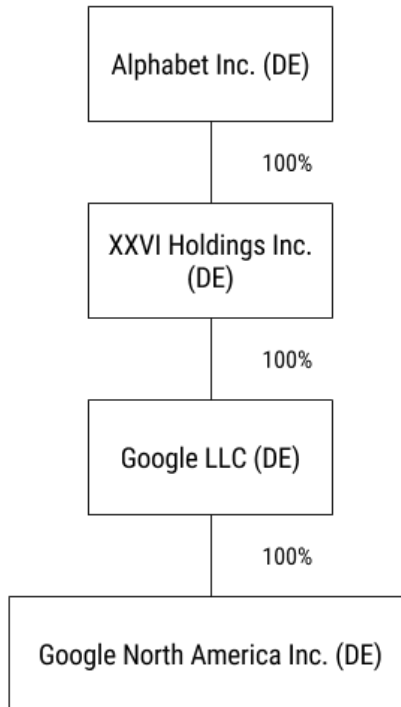 Alphabet Inc. (DE)
100%
XXVI Holdings Inc.
(DE)
100%
Google LLC (DE)
100%
Google North America Inc. (DE)